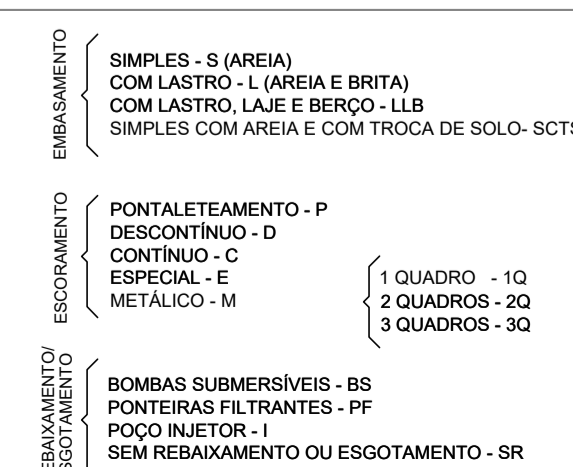 EMBASAMENTO
SIMPLES - S (AREIA)
COM LASTRO - L (AREIA E BRITA)
COM LASTRO, LAJE E BERÇO - LLB
SIMPLES COM AREIA E COM TROCA DE SOLO- SCTS
ESCORAMENTO
PONTALETEAMENTO - P
DESCONTÍNUO - D
CONTÍNUO - C
ESPECIAL - E
METÁLICO - M
1 QUADRO - 1Q
2 QUADROS - 2Q
3 QUADROS - 3Q
EBAIXAMENTO/
SGOTAMENTO
BOMBAS SUBMERSÍVEIS - BS
PONTEIRAS FILTRANTES - PF
POÇO INJETOR - I
SEM REBAIXAMENTO OU ESGOTAMENTO - SR